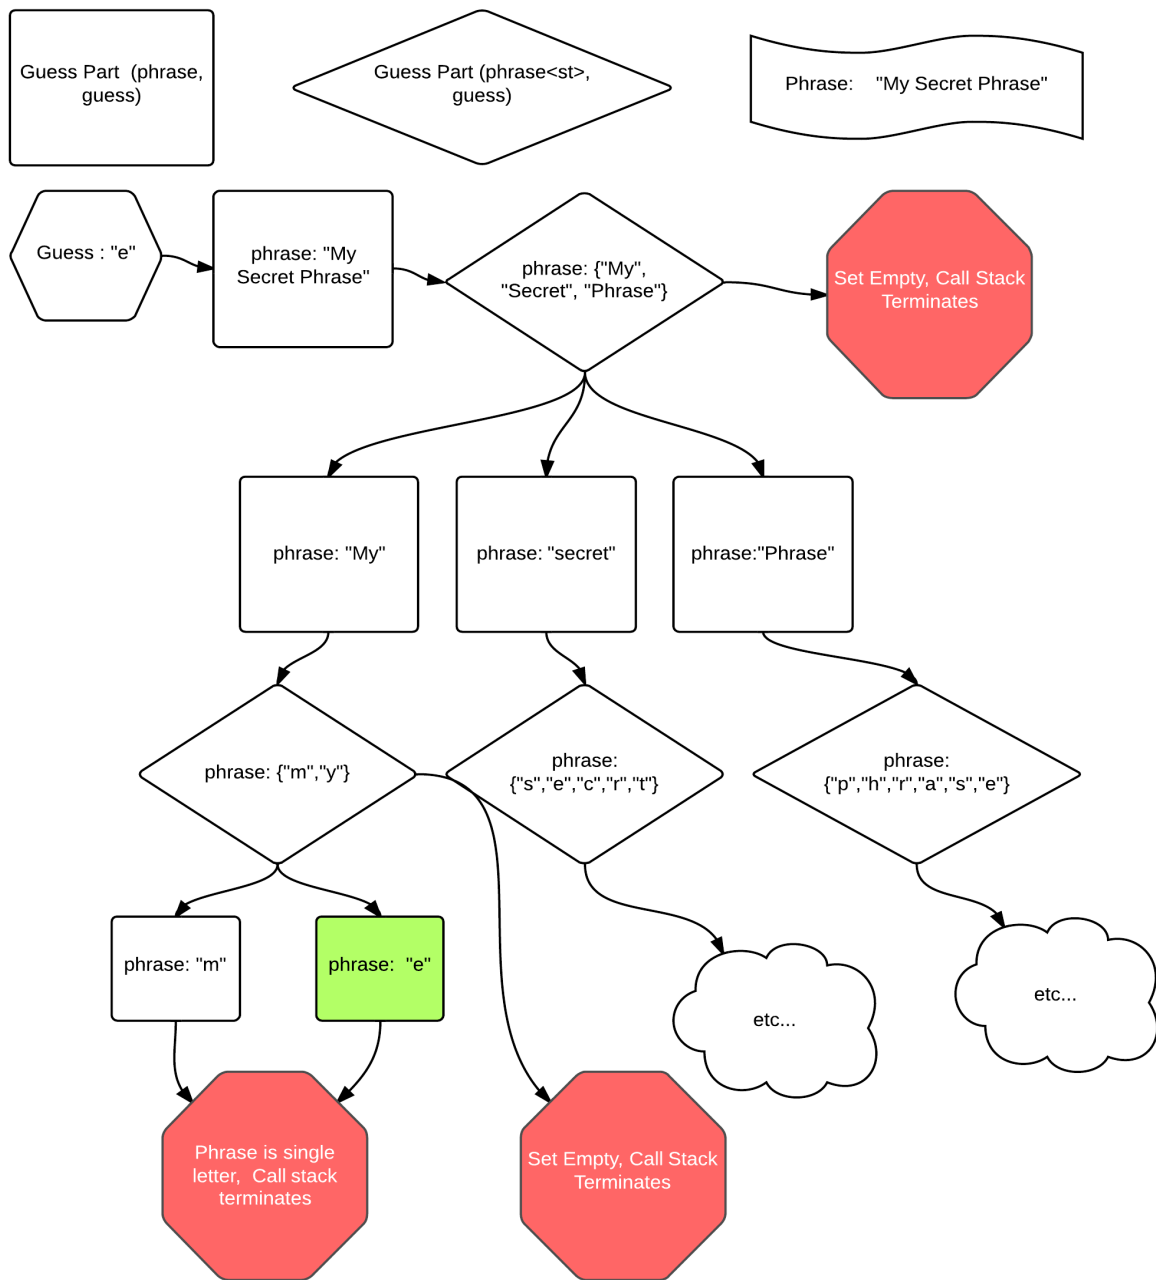 Guess Part  (phrase,
guess)
Guess Part (phrase<st>,
guess)
Phrase:    "My Secret Phrase"
Guess : "e"
phrase: "My
Secret Phrase"
phrase: {"My",
"Secret", "Phrase"}
Set Empty, Call Stack
Terminates
phrase: "My"
phrase: "secret"
phrase:"Phrase"
phrase: {"m","y"}
phrase:
{"s","e","c","r","t"}
phrase:
{"p","h","r","a","s","e"}
phrase: "m"
phrase:  "e"
etc...
etc...
Phrase is single
letter,  Call stack
terminates
Set Empty, Call Stack
Terminates